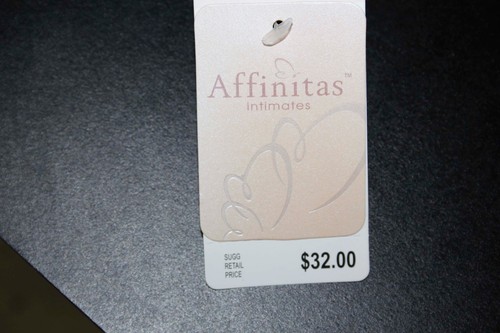 Affinitas™
intimates
SUGG
RETAIL
PRICE
$32.00